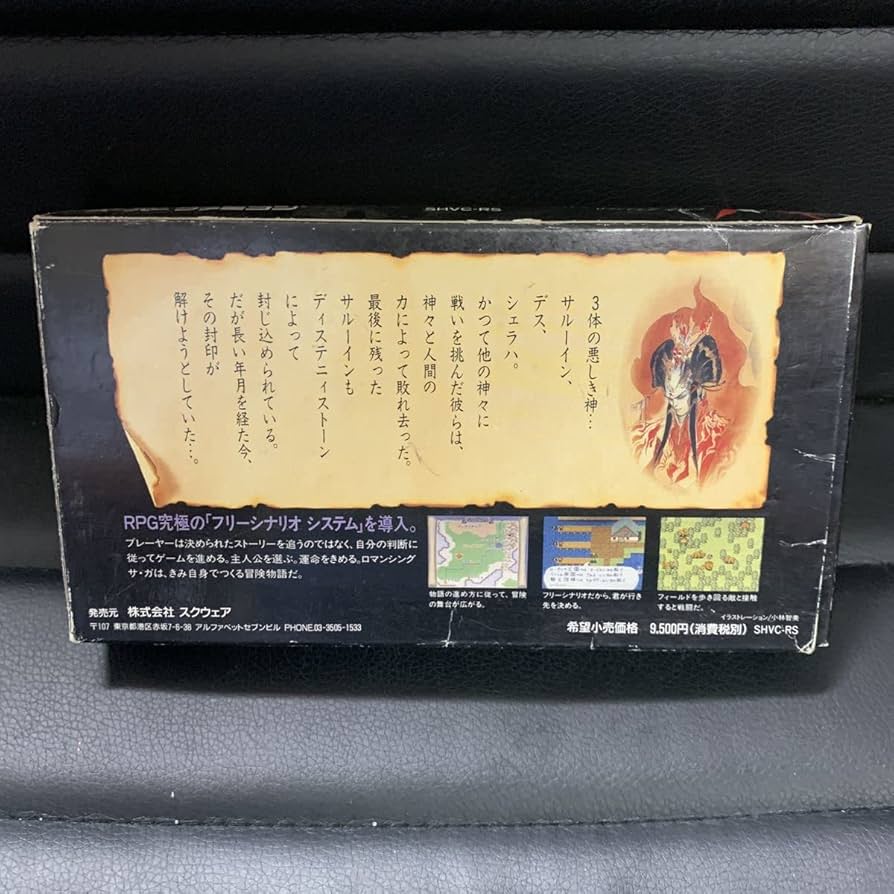 SHVC-RS
3体の悪しき神…
サルーイン、
デス、
シェラハ。
かつて他の神々に
戦いを挑んだ彼らは、
神々と人間の
力によって敗れ去った。
最後に残った
サルーインも
ディステニィストーン
によって
封じ込められている。
だが長い年月を経た今、
その封印が
解けようとしていた…。
RPG究極の「フリーシナリオ システム」を導入。
プレーヤーは決められたストーリーを追うのではなく、自分の判断に
従ってゲームを進める。主人公を選ぶ。運命をきめる。ロマンシング
サ・ガは、きみ自身でつくる冒険物語だ。
物語の進め方に従って、冒険
の舞台が広がる。
フリーシナリオだから、君が行き
先を決める。
フィールドを歩き回る敵と接触
すると戦闘だ。
イラストレーション/小林智美
発売元 株式会社 スクウェア
〒107 東京都港区赤坂7-6-38 アルファベットセブンビル PHONE.03-3505-1533
希望小売価格 9,500円(消費税別) SHVC-RS